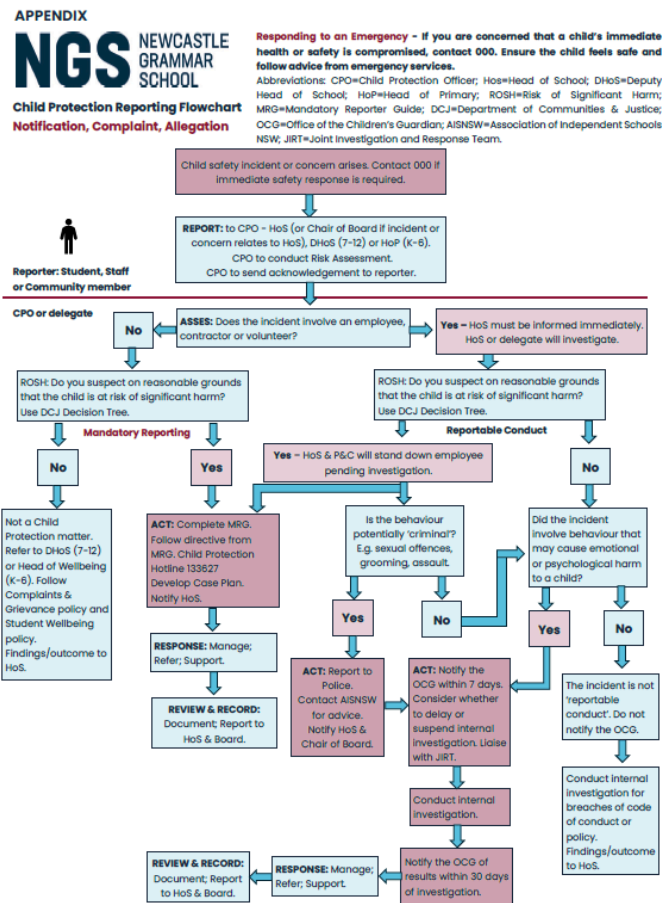 APPENDIX
NGS
NEWCASTLE
GRAMMAR
SCHOOL
Child Protection Reporting Flowchart
Notification, Complaint, Allegation
Responding to an Emergency - If you are concerned that a child's immediate
health or safety is compromised, contact 000. Ensure the child feels safe and
follow advice from emergency services.
Abbreviations: CPO=Child Protection Officer; Hos=Head of School; DHoS=Deputy
Head of School; HoP=Head of Primary; ROSH=Risk of Significant Harm;
MRG=Mandatory Reporter Guide; DCJ=Department of Communities & Justice;
OCG=Office of the Children's Guardian; AISNSW=Association of Independent Schools
NSW; JIRT=Joint Investigation and Response Team.
Child safety incident or concern arises. Contact 000 if
immediate safety response is required.
REPORT: to CPO - HoS (or Chair of Board if incident or
concern relates to HoS), DHoS (7-12) or HoP (K-6).
CPO to conduct Risk Assessment.
CPO to send acknowledgement to reporter.
Reporter: Student, Staff
or Community member
CPO or delegate
No
ASSES: Does the incident involve an employee,
contractor or volunteer?
Yes – HoS must be informed immediately.
HoS or delegate will investigate.
ROSH: Do you suspect on reasonable grounds
that the child is at risk of significant harm?
Use DCJ Decision Tree.
ROSH: Do you suspect on reasonable grounds
that the child is at risk of significant harm?
Use DCJ Decision Tree.
Mandatory Reporting
Reportable Conduct
No
Yes
Yes – HoS & P&C will stand down employee
pending investigation.
No
Not a Child
Protection matter.
Refer to DHoS (7-12)
or Head of Wellbeing
(K-6). Follow
Complaints &
Grievance policy and
Student Wellbeing
policy.
Findings/outcome to
HoS.
ACT: Complete MRG.
Follow directive from
MRG. Child Protection
Hotline 133627
Develop Case Plan.
Notify HoS.
Is the behaviour
potentially 'criminal'?
E.g. sexual offences,
grooming, assault.
Did the incident
involve behaviour that
may cause emotional
or psychological harm
to a child?
Yes
No
Yes
No
RESPONSE: Manage;
Refer; Support.
REVIEW & RECORD:
Document; Report to
HoS & Board.
ACT: Report to
Police.
Contact AISNSW
for advice.
Notify HoS &
Chair of Board.
ACT: Notify the
OCG within 7 days.
Consider whether
to delay or
suspend internal
investigation. Liaise
with JIRT.
The incident is not
'reportable
conduct'. Do not
notify the OCG.
Conduct internal
investigation.
Conduct internal
investigation for
breaches of code
of conduct or
policy.
Findings/outcome
to HoS.
REVIEW & RECORD:
Document; Report
to HoS & Board.
RESPONSE: Manage;
Refer; Support.
Notify the OCG of
results within 30 days
of investigation.